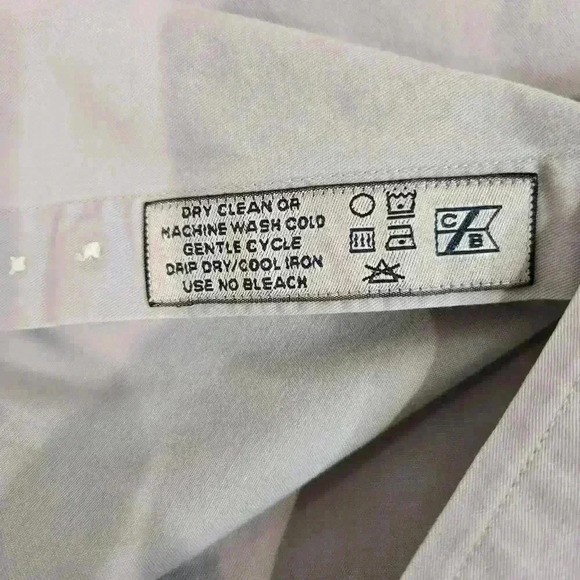 DRY CLEAN OR
MACHINE WASH COLD
GENTLE CYCLE
DRIP DRY/COOL IRON
USE NO BLEACH
C
B